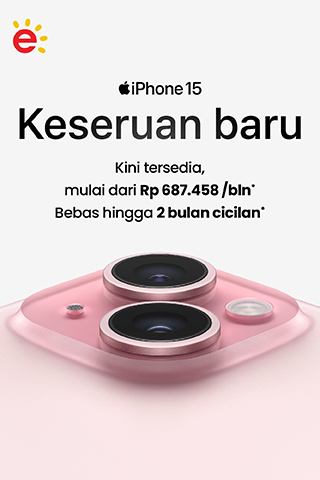 e
iPhone 15
Keseruan baru
Kini tersedia,
mulai dari Rp 687.458 /bln*
Bebas hingga 2 bulan cicilan*